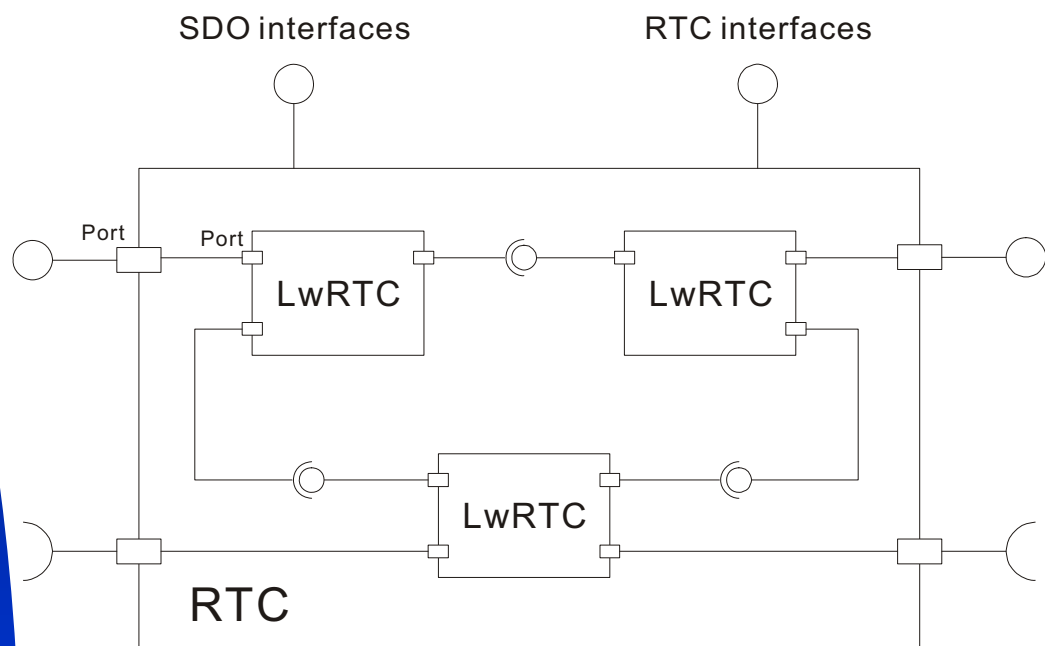 SDO interfaces
RTC interfaces
Port
Port
LwRTC
LwRTC
LwRTC
RTC